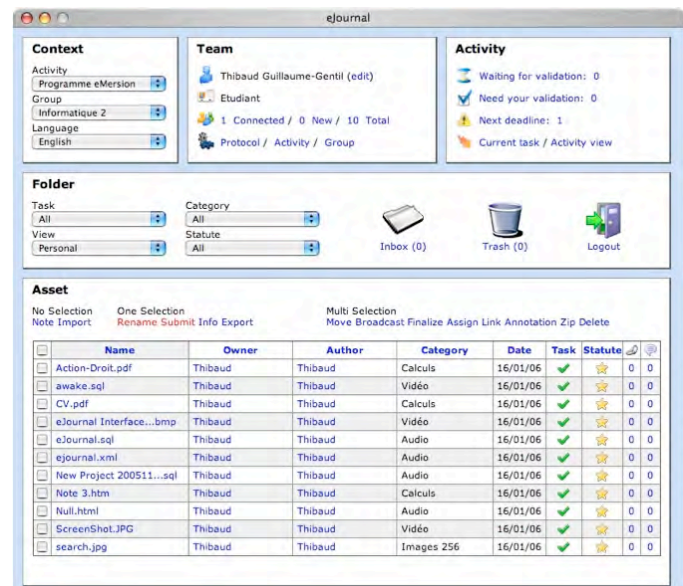 eJournal
Context
Activity
Programme eMersion
Group
Informatique 2
Language
English
Team
Thibaud Guillaume-Gentil (edit)
Etudiant
1 Connected / 0 New / 10 Total
Protocol / Activity / Group
Activity
Waiting for validation: 0
Need your validation: 0
Next deadline: 1
Current task / Activity view
Folder
Task
All
View
Personal
Category
All
Statute
All
Inbox (0)
Trash (0)
Logout
Asset
No Selection One Selection Multi Selection
Note Import Rename Submit Info Export Move Broadcast Finalize Assign Link Annotation Zip Delete
Name Owner Author Category Date Task Statute
Action-Droit.pdf Thibaud Thibaud Calculs 16/01/06 0 0
awake.sql Thibaud Thibaud Vidéo 16/01/06 0 0
CV.pdf Thibaud Thibaud Calculs 16/01/06 0 0
eJournal Interface...bmp Thibaud Thibaud Vidéo 16/01/06 0 0
eJournal.sql Thibaud Thibaud Audio 16/01/06 0 0
ejournal.xml Thibaud Thibaud Audio 16/01/06 0 0
New Project 200511...sql Thibaud Thibaud Audio 16/01/06 0 0
Note 3.htm Thibaud Thibaud Calculs 16/01/06 0 0
Null.html Thibaud Thibaud Audio 16/01/06 0 0
ScreenShot.JPG Thibaud Thibaud Vidéo 16/01/06 0 0
search.jpg Thibaud Thibaud Images 256 16/01/06 0 0